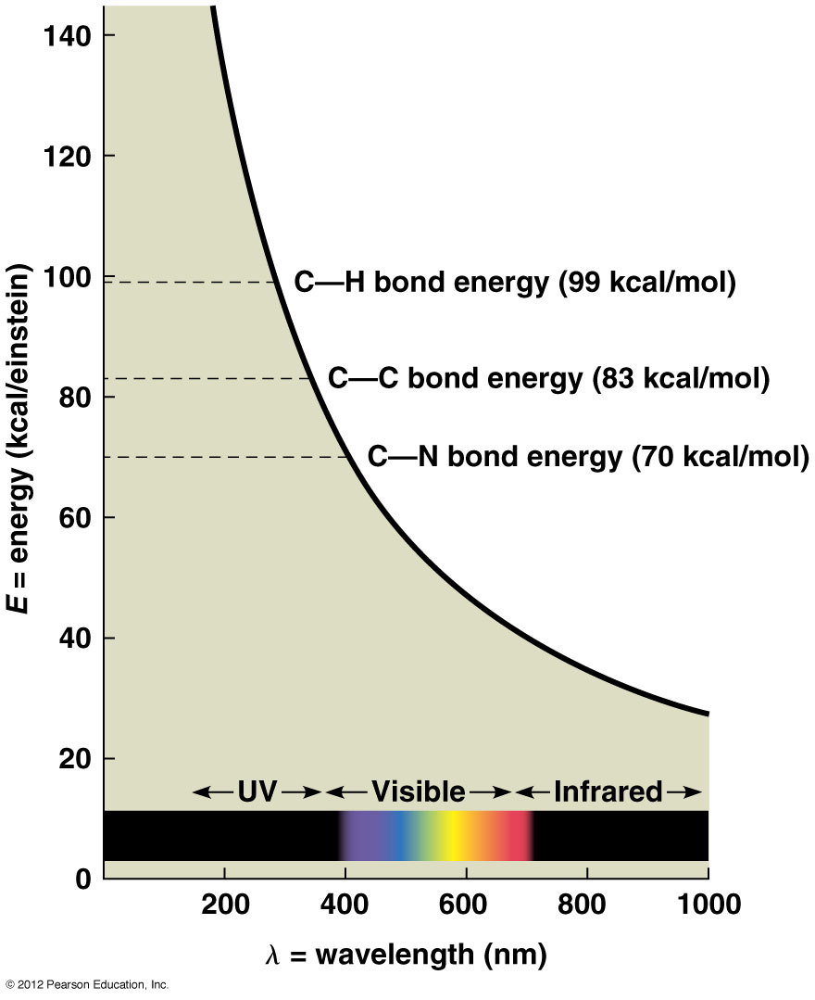 140
120
100
80
60
40
20
0
E = energy (kcal/einstein)
C—H bond energy (99 kcal/mol)
C—C bond energy (83 kcal/mol)
C—N bond energy (70 kcal/mol)
UV Visible Infrared
200 400 600 800 1000
λ = wavelength (nm)
© 2012 Pearson Education, Inc.